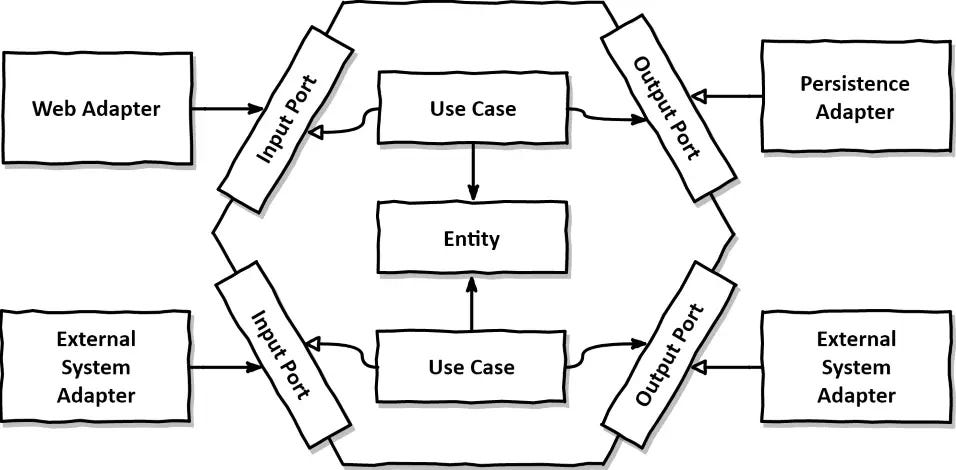 Web Adapter
Input Port
Use Case
Output Port
Persistence
Adapter
Entity
External
System
Adapter
Input Port
Use Case
Output Port
External
System
Adapter